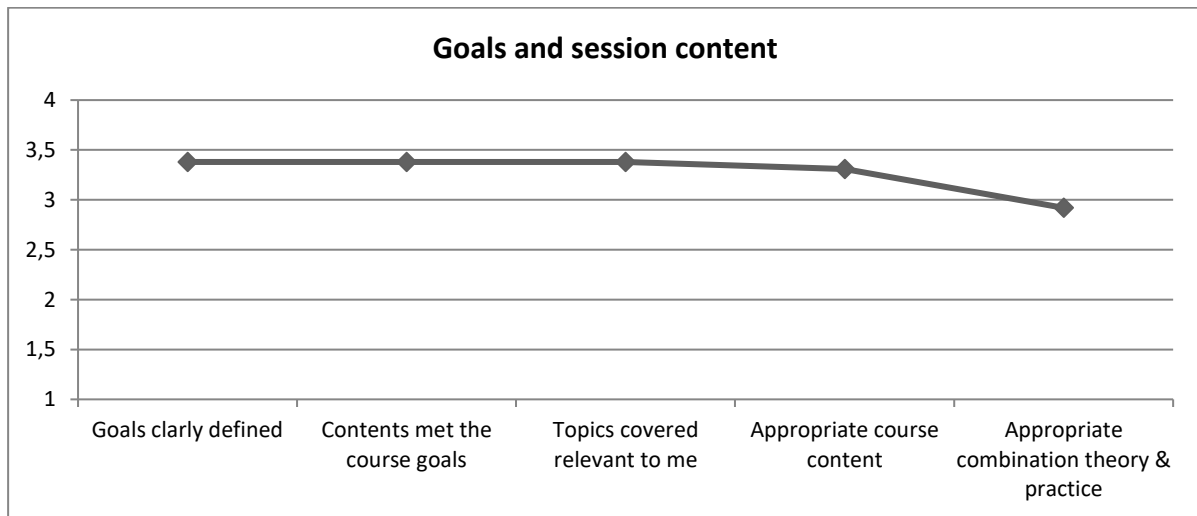 Goals and session content
4
3,5
3
2,5
2
1,5
1
Goals clarly defined
Contents met the
course goals
Topics covered
relevant to me
Appropriate course
content
Appropriate
combination theory &
practice